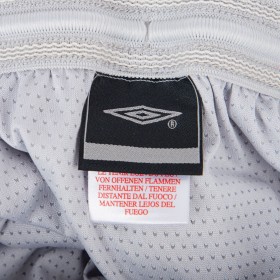 ®
VON OFFENEN FLAMMEN
FERNHALTEN / TENERE
DISTANTE DAL FUOCO /
MANTENER LEJOS DEL
FUEGO